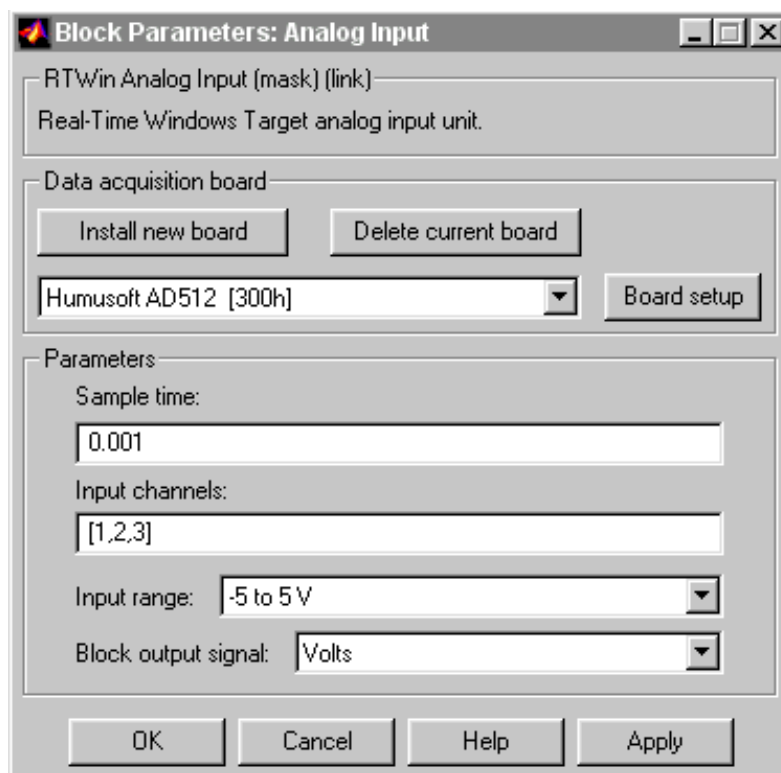 Block Parameters: Analog Input
RTWin Analog Input (mask) (link)
Real-Time Windows Target analog input unit.
Data acquisition board
Install new board Delete current board
Humusoft AD512 [300h] Board setup
Parameters
Sample time:
0.001
Input channels:
[1,2,3]
Input range: -5 to 5 V
Block output signal: Volts
OK Cancel Help Apply